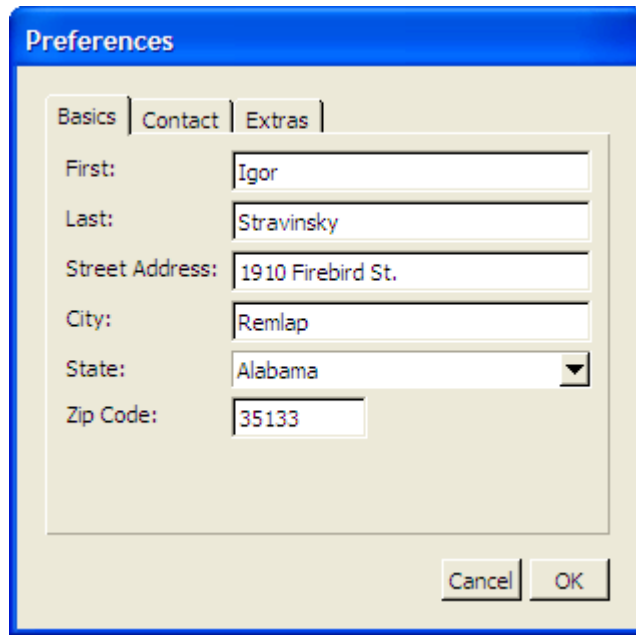 Preferences
Basics Contact Extras
First: Igor
Last: Stravinsky
Street Address: 1910 Firebird St.
City: Remlap
State: Alabama
Zip Code: 35133
Cancel OK